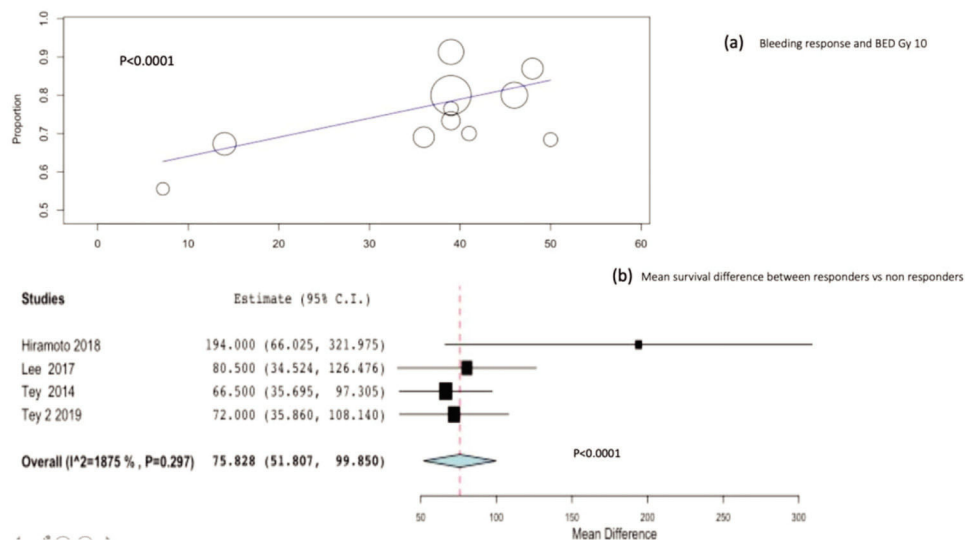 (a) Bleeding response and BED Gy 10
P<0.0001
Proportion
1.0
0.9
0.8
0.7
0.6
0.5
0 10 20 30 40 50 60
(b) Mean survival difference between responders vs non responders
Studies Estimate (95% C.I.)
Hiramoto 2018 194.000 (66.025, 321.975)
Lee 2017 80.500 (34.524, 126.476)
Tey 2014 66.500 (35.695, 97.305)
Tey 2 2019 72.000 (35.860, 108.140)
Overall (I^2=1875 % , P=0.297) 75.828 (51.807, 99.850)
P<0.0001
50 100 150 200 250 300
Mean Difference